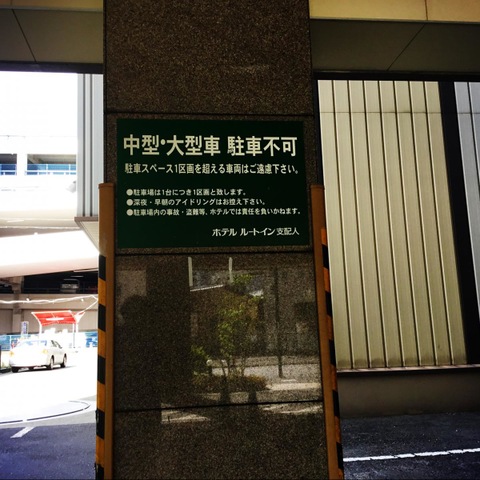 中型・大型車 駐車不可
駐車スペース1区画を超える車両はご遠慮下さい。
●駐車場は1台につき1区画と致します。
●深夜・早朝のアイドリングはお控え下さい。
●駐車場内の事故・盗難等、ホテルでは責任を負いかねます。
ホテル ルートイン支配人